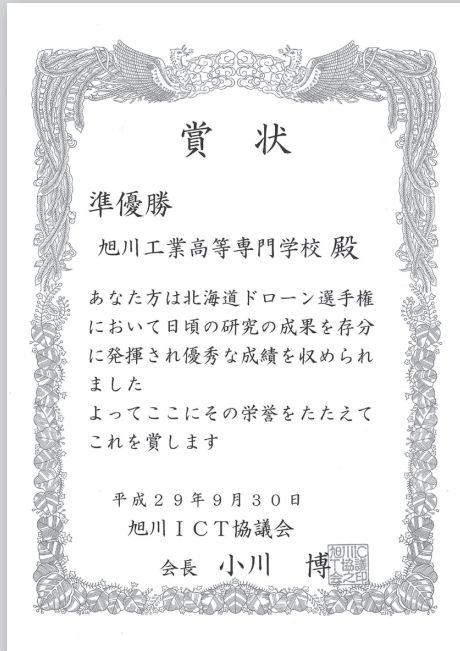 賞状
準優勝
旭川工業高等専門学校 殿
あなた方は北海道ドローン選手権
において日頃の研究の成果を存分
に発揮され優秀な成績を収められ
ました
よってここにその栄誉をたたえて
これを賞します
平成29年9月30日
旭川ICT協議会
会長 小川 博